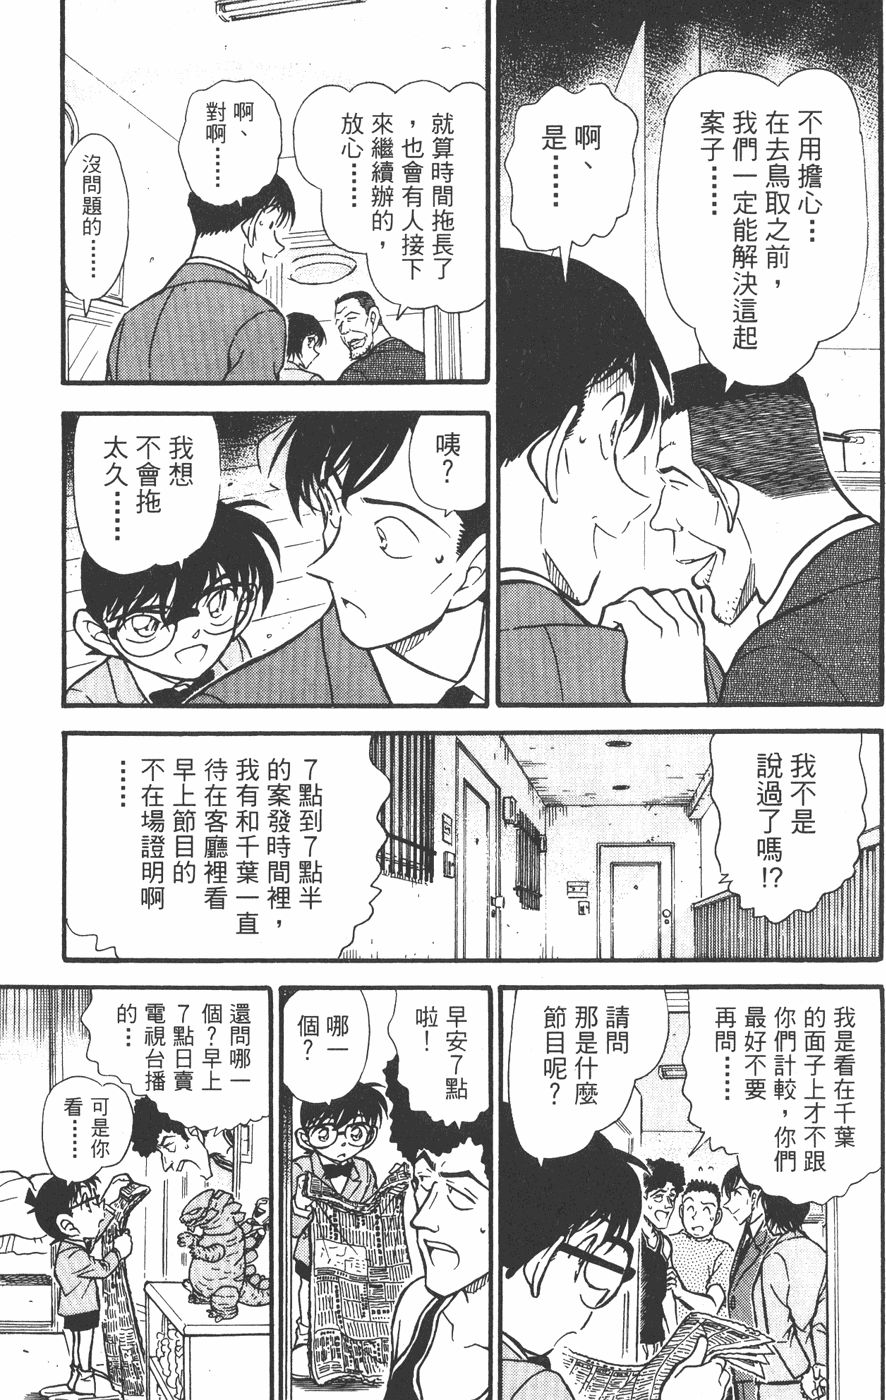 不用擔心…
在去鳥取之前，
我們一定能解決這起
案子……
啊、
是……
就算時間拖長了
，也會有人接下
來繼續辦的，
放心……
啊、
對啊……
沒問題的……
咦？
我想
不會拖
太久……
我不是
說過了嗎!?
7點到7點半
的案發時間裡，
我有和千葉一直
待在客廳裡看
早上節目的
不在場證明啊
……
我是看在千葉
的面子上才不跟
你們計較，你們
最好不要
再問……
請問
那是什麼
節目呢？
早安7點
啦！
哪一
個？
還問哪一
個？早上
7點日賣
電視台播
的…
可是你
看……